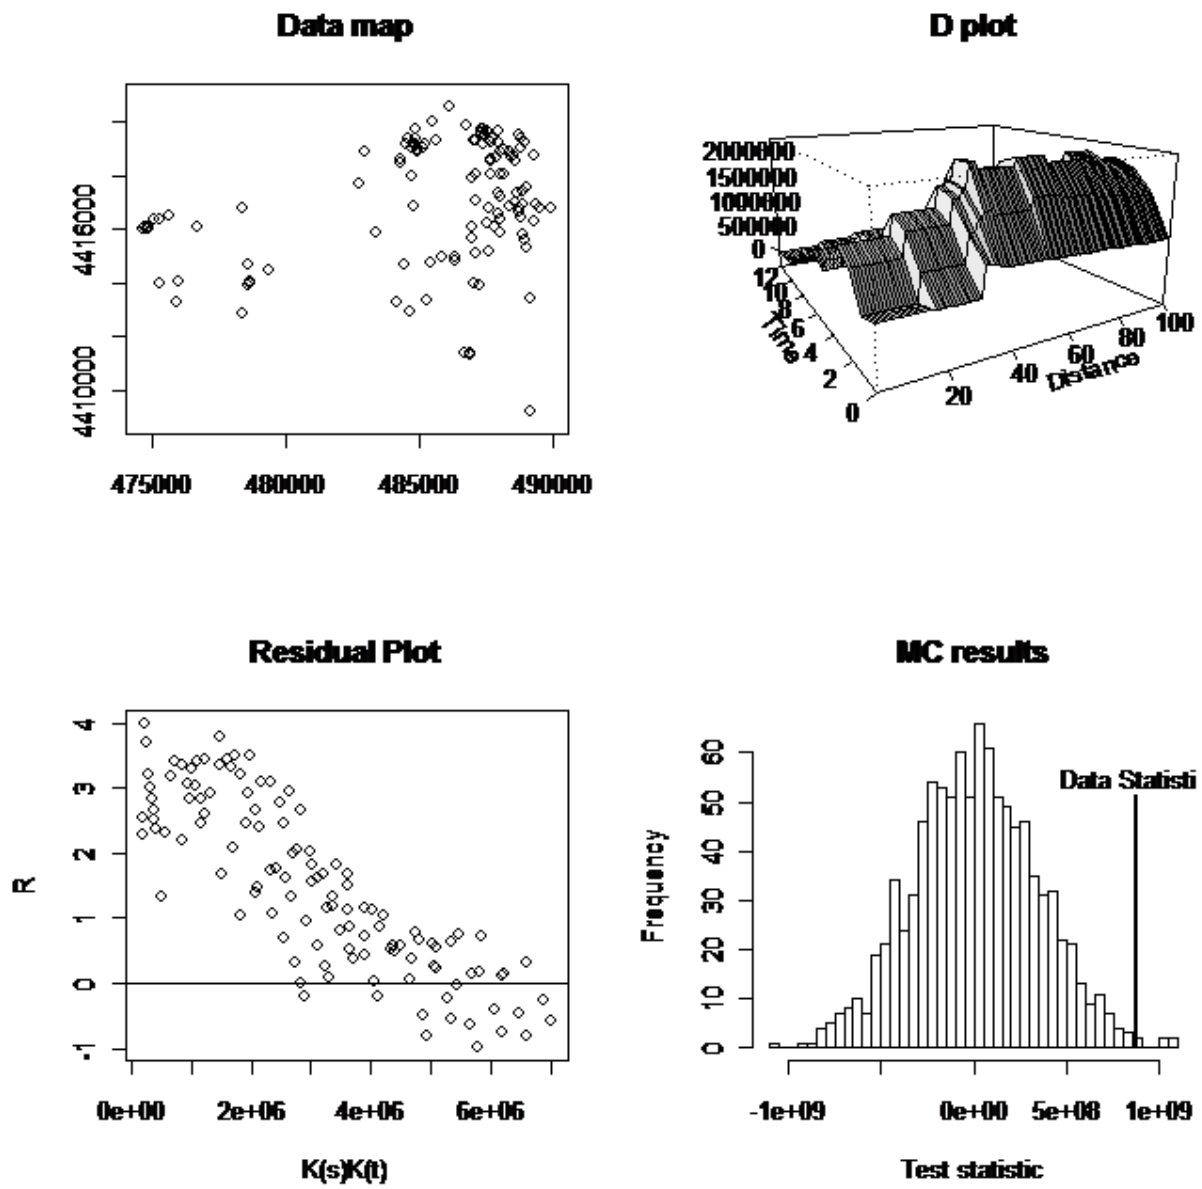 Data map
4416000
4410000
475000 480000 485000 490000
D plot
2000000
1500000
1000000
500000
0
12
10
8
6
4
2
0
Time
20
40
60
80
100
Distance
Residual Plot
R
4
3
2
1
0
-1
0e+00 2e+06 4e+06 6e+06
K(s)K(t)
MC results
Data Statisti
Frequency
60
50
40
30
20
10
0
-1e+09 0e+00 5e+08 1e+09
Test statistic